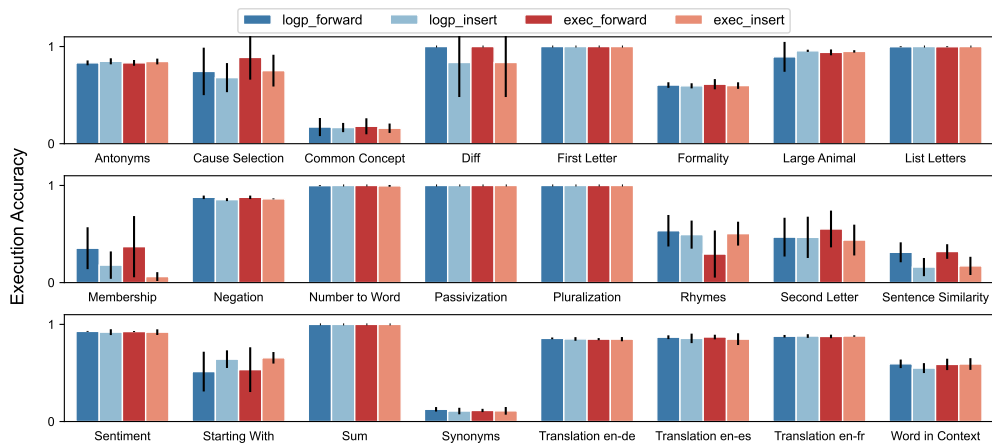 logp_forward logp_insert exec_forward exec_insert
Execution Accuracy
1
0
Antonyms Cause Selection Common Concept Diff First Letter Formality Large Animal List Letters
1
0
Membership Negation Number to Word Passivization Pluralization Rhymes Second Letter Sentence Similarity
1
0
Sentiment Starting With Sum Synonyms Translation en-de Translation en-es Translation en-fr Word in Context